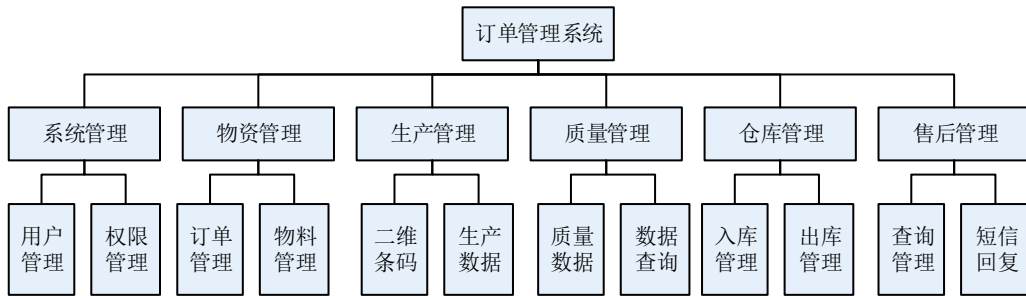 订单管理系统
系统管理 物资管理 生产管理 质量管理 仓库管理 售后管理
用户 权限 订单 物料 二维 生产 质量 数据 入库 出库 查询 短信
管理 管理 管理 管理 条码 数据 数据 查询 管理 管理 管理 回复